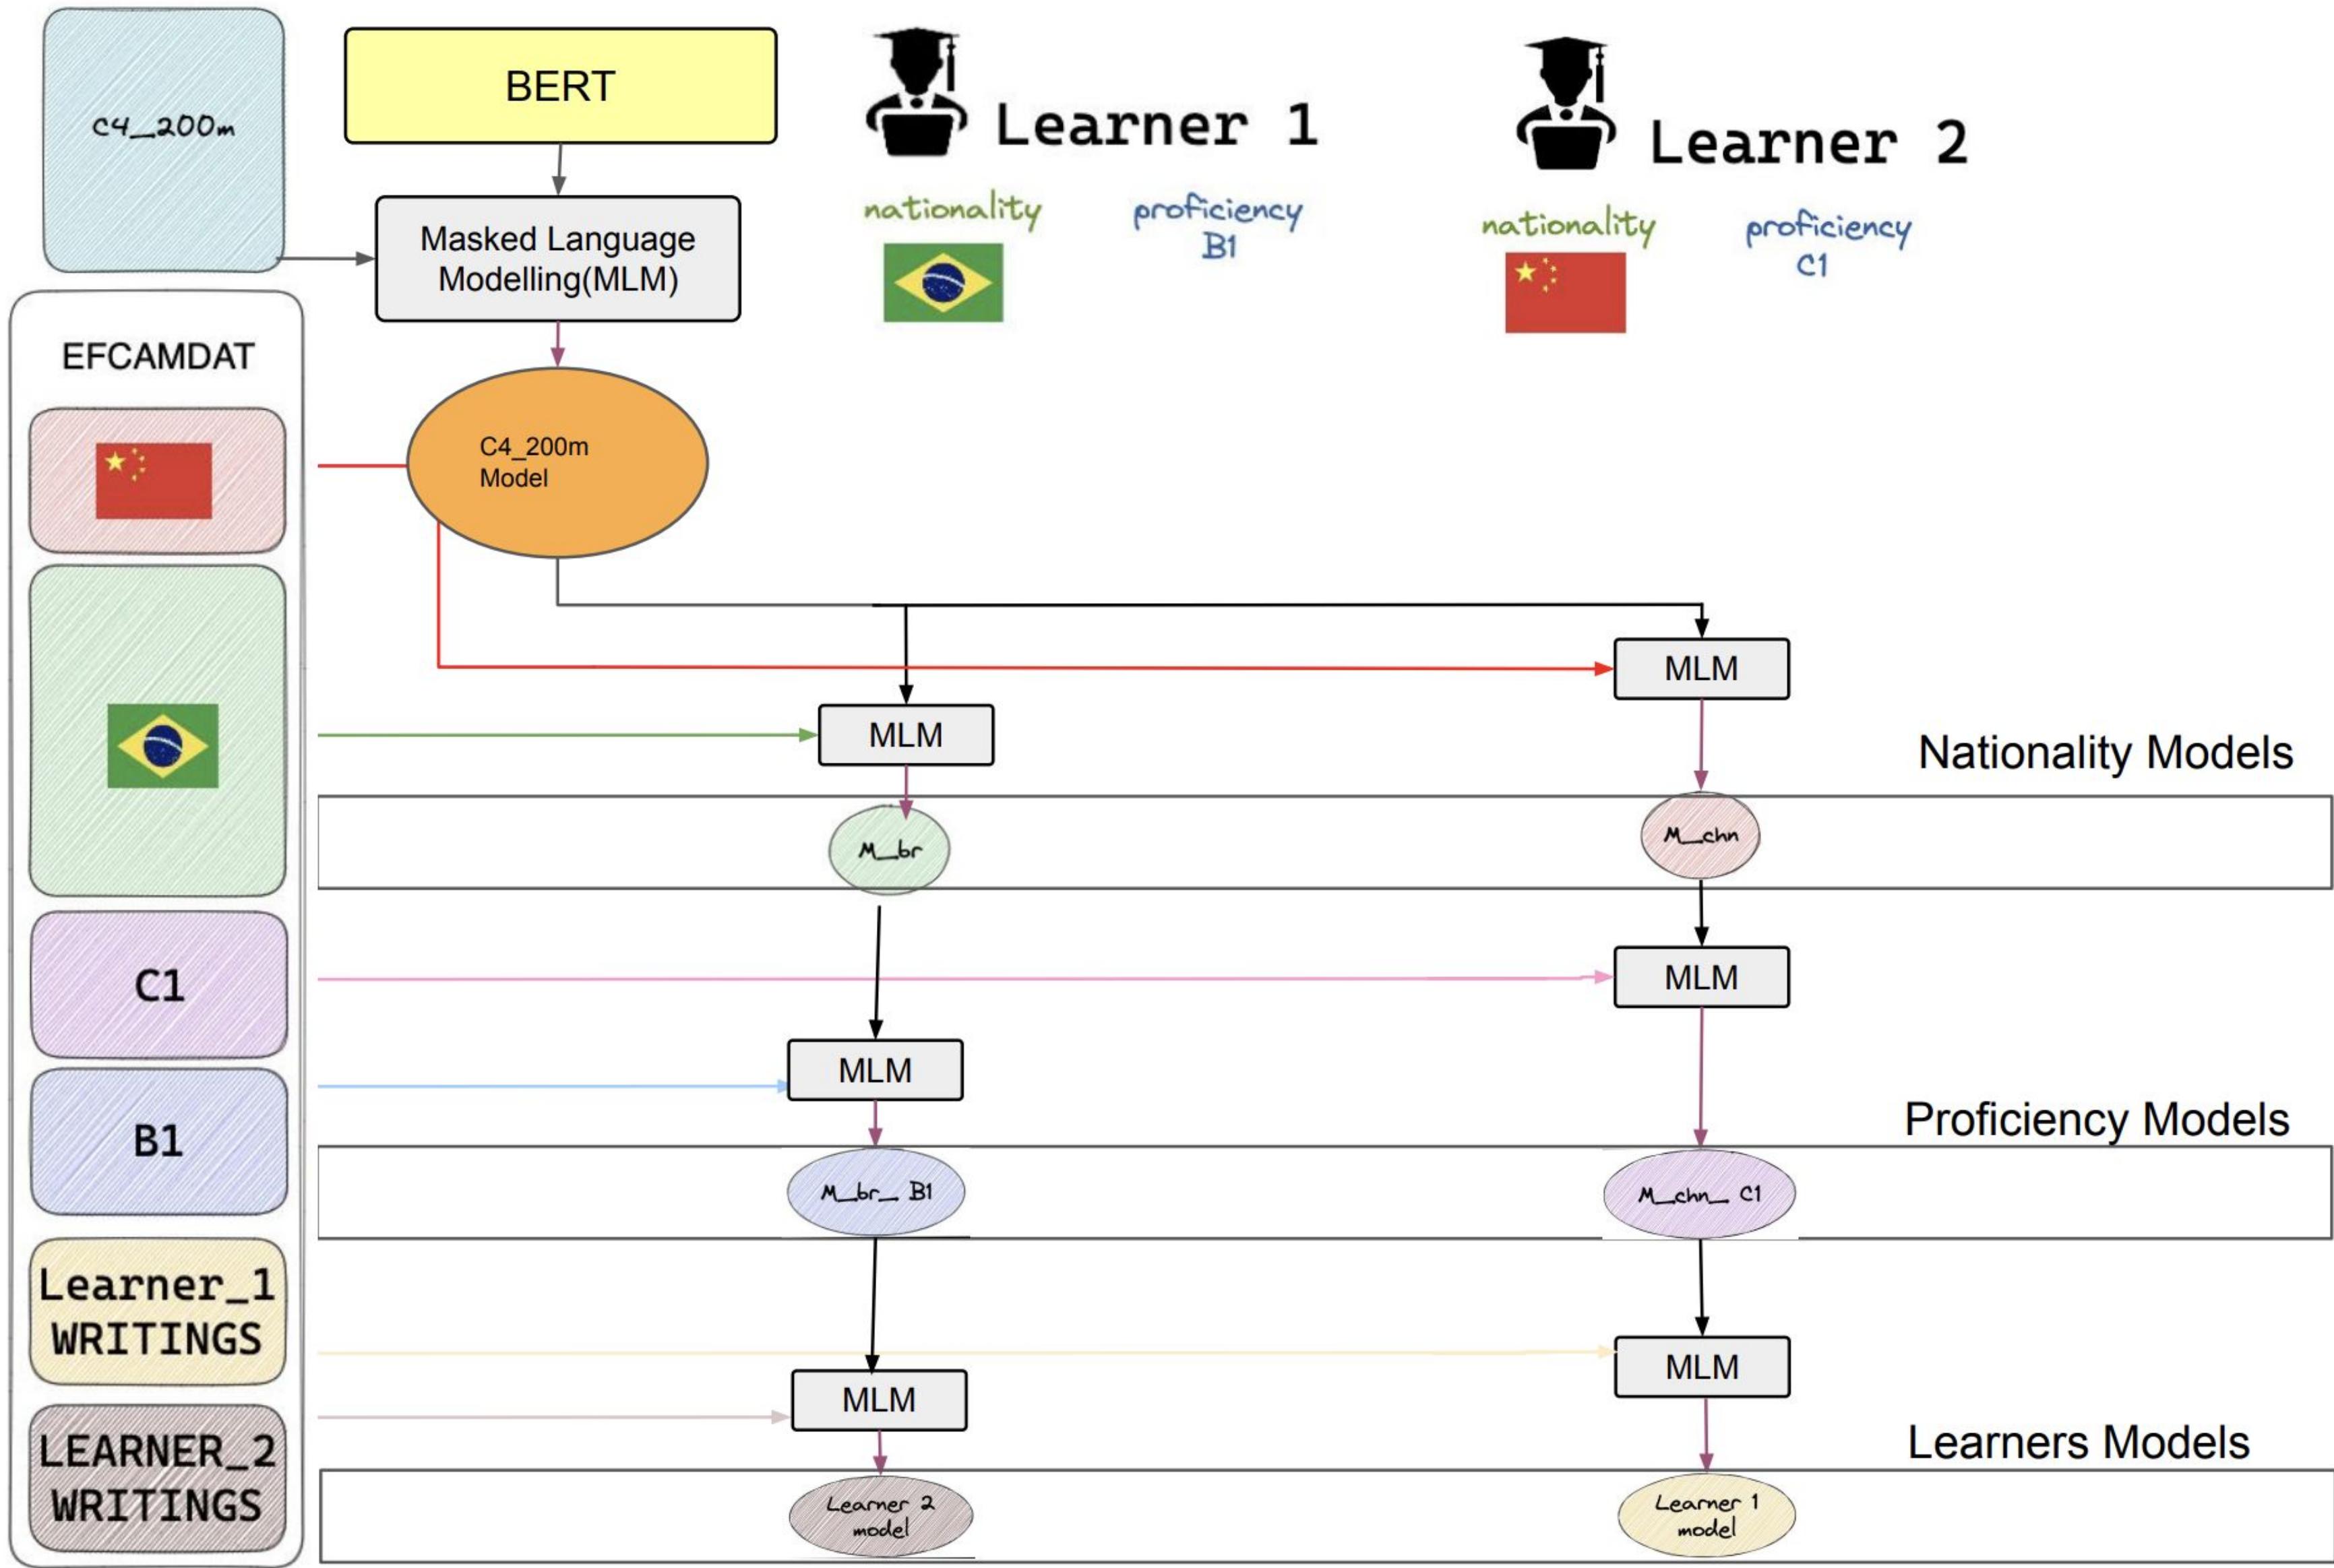 C4_200m
BERT
Learner 1
Learner 2
nationality
proficiency
B1
nationality
proficiency
C1
Masked Language
Modelling(MLM)
EFCAMDAT
C4_200m
Model
MLM
MLM
Nationality Models
M_br
M_chn
C1
MLM
B1
MLM
Proficiency Models
M_br_ B1
M_chn_ C1
Learner_1
WRITINGS
MLM
MLM
LEARNER_2
WRITINGS
Learners Models
Learner 2
model
Learner 1
model